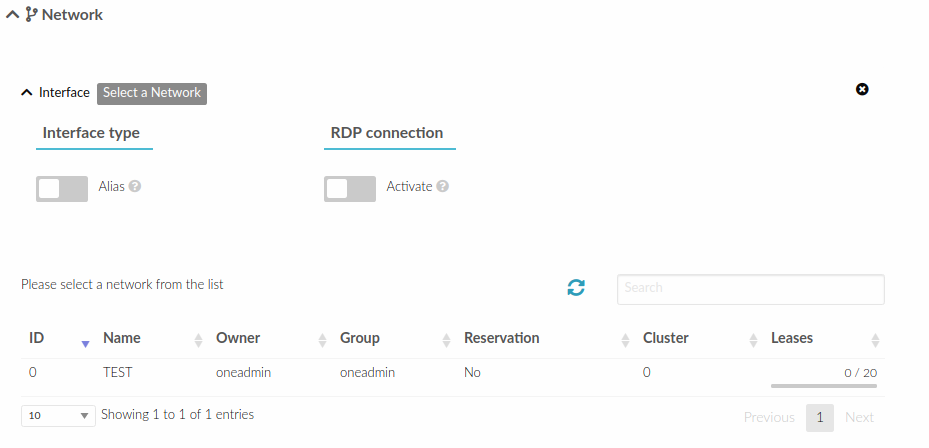 Network
Interface Select a Network
Interface type RDP connection
Alias ? Activate ?
Please select a network from the list Search
ID Name Owner Group Reservation Cluster Leases
0 TEST oneadmin oneadmin No 0 0 / 20
10 Showing 1 to 1 of 1 entries Previous 1 Next